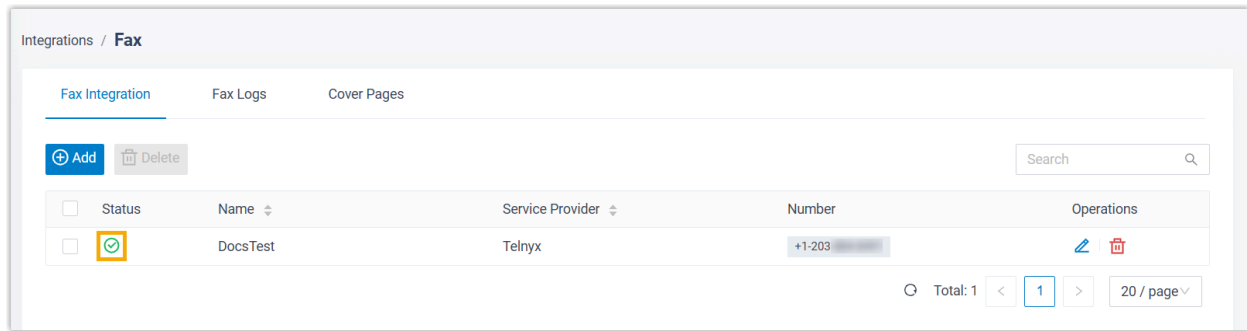 Integrations / Fax
Fax Integration Fax Logs Cover Pages
Add Delete Search
Status Name Service Provider Number Operations
DocsTest Telnyx +1-203
Total: 1 < 1 > 20 / page